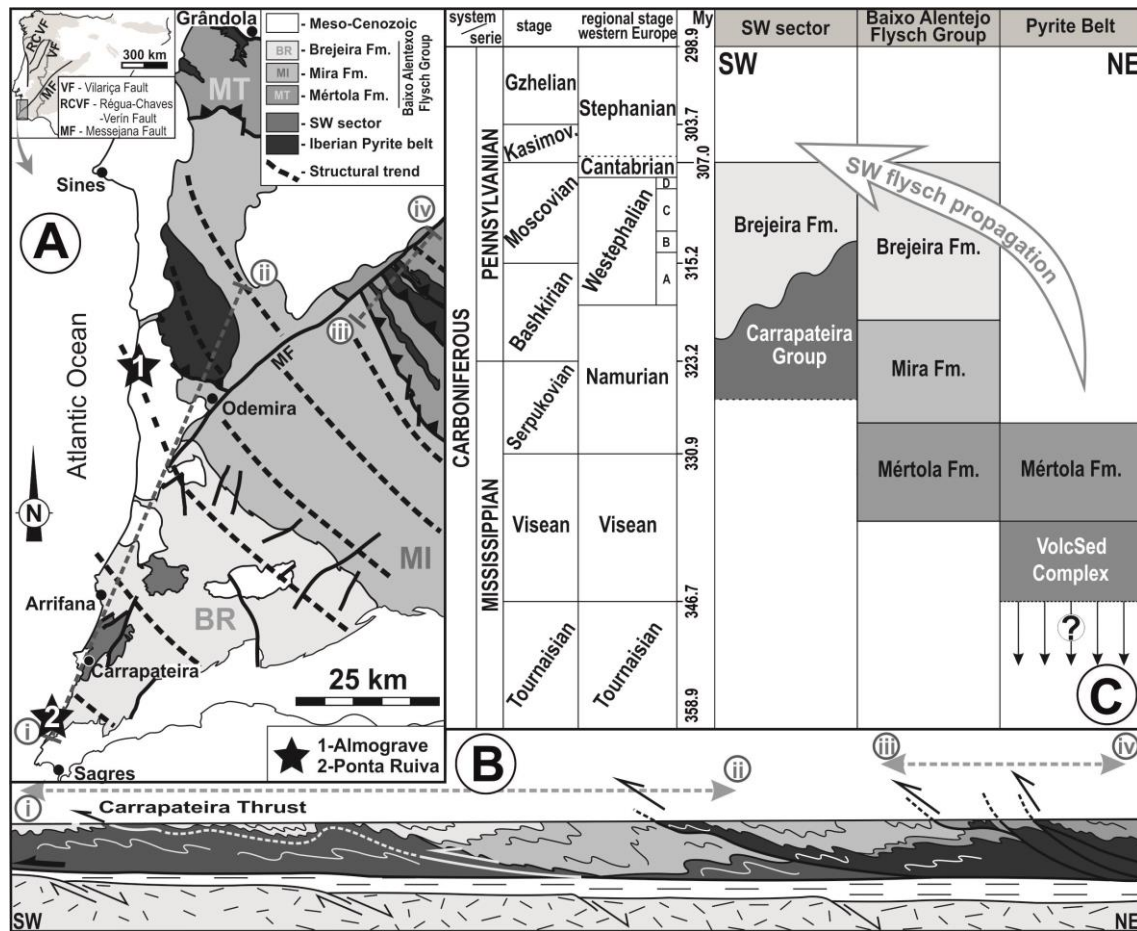 Grândola
RCVF
VF
MF
300 km
VF - Vilariça Fault
RCVF - Régua-Chaves
-Verin Fault
MF - Messejana Fault
Meso-Cenozoic
BR - Brejeira Fm.
MI - Mira Fm.
MT - Mértola Fm.
Baixo Alentexo
Flysch Group
- SW sector
- Iberian Pyrite belt
- Structural trend
MT
Sines
A
iv
ii
iii
1
MF
Odemira
Atlantic Ocean
N
MI
Arrifana
BR
Carrapateira
25 km
2
i
Sagres
1-Almograve
2-Ponta Ruiva
system
serie
stage
regional stage
western Europe
My
SW sector
Baixo Alentejo
Flysch Group
Pyrite Belt
298.9
SW
NE
Gzhelian
Stephanian
303.7
Kasimov.
Cantabrian
307.0
SW flysch propagation
PENNSYLVANIAN
Moscovian
Westephalian
D
C
B
A
Brejeira Fm.
Brejeira Fm.
315.2
Bashkirian
Carrapateira
Group
323.2
CARBONIFEROUS
Serpukovian
Namurian
Mira Fm.
330.9
Mértola Fm.
Mértola Fm.
MISSISSIPPIAN
Visean
Visean
VolcSed
Complex
346.7
?
Tournaisian
Tournaisian
358.9
C
B
i
ii
iii
iv
Carrapateira Thrust
SW
NE